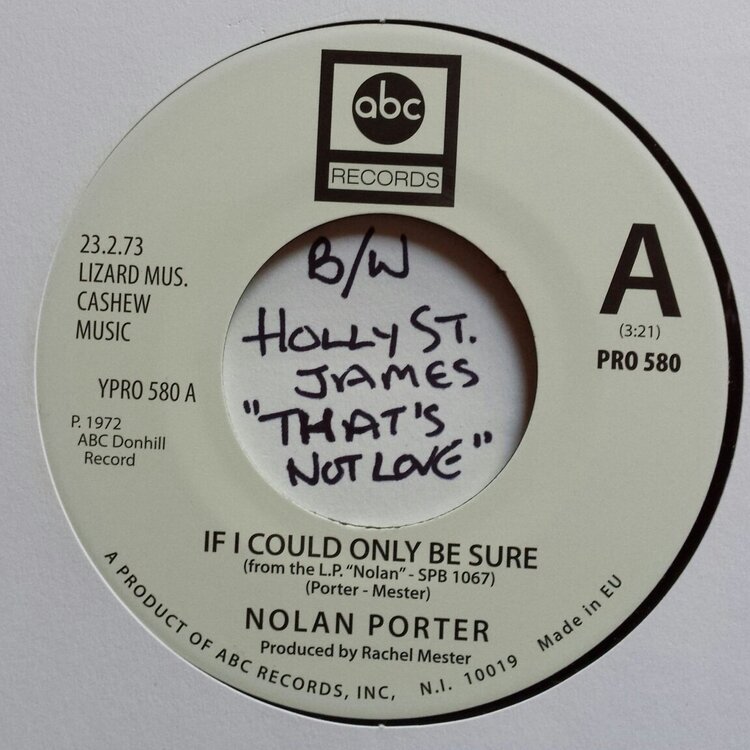 abc
RECORDS
23.2.73
LIZARD MUS.
CASHEW
MUSIC
YPRO 580 A
P. 1972
ABC Donhill
Record
A
(3:21)
PRO 580
B/W
HOLLY ST.
JAMES
"THAT'S
NOT LOVE"
IF I COULD ONLY BE SURE
(from the L.P. "Nolan" - SPB 1067)
(Porter - Mester)
NOLAN PORTER
Produced by Rachel Mester
A PRODUCT OF ABC RECORDS, INC, N.I. 10019 Made in EU